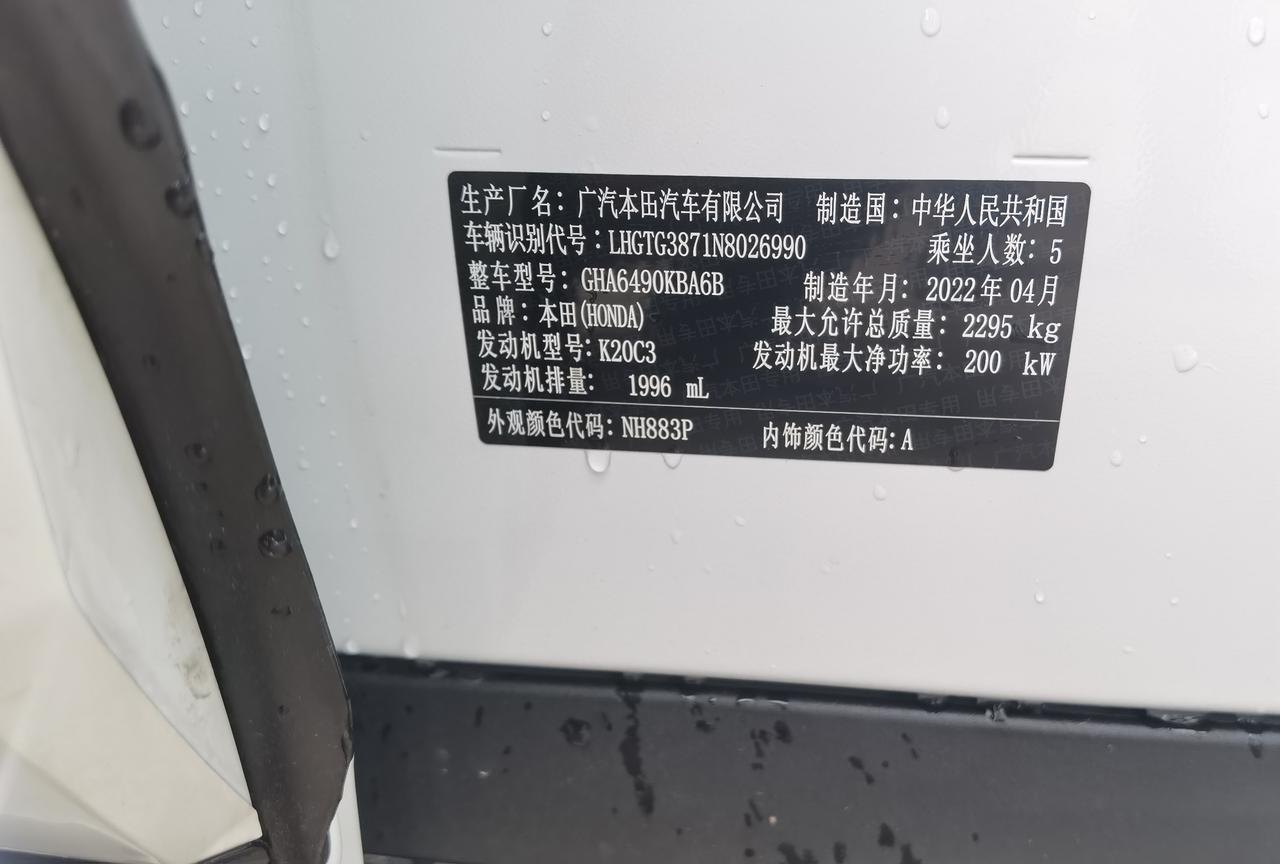 生产厂名：广汽本田汽车有限公司 制造国：中华人民共和国
车辆识别代号：LHGTG3871N8026990 乘坐人数：5
整车型号：GHA6490KBA6B 制造年月：2022年04月
品牌：本田(HONDA) 最大允许总质量：2295 kg
发动机型号：K20C3 发动机最大净功率：200 kW
发动机排量： 1996 mL
外观颜色代码：NH883P 内饰颜色代码：A